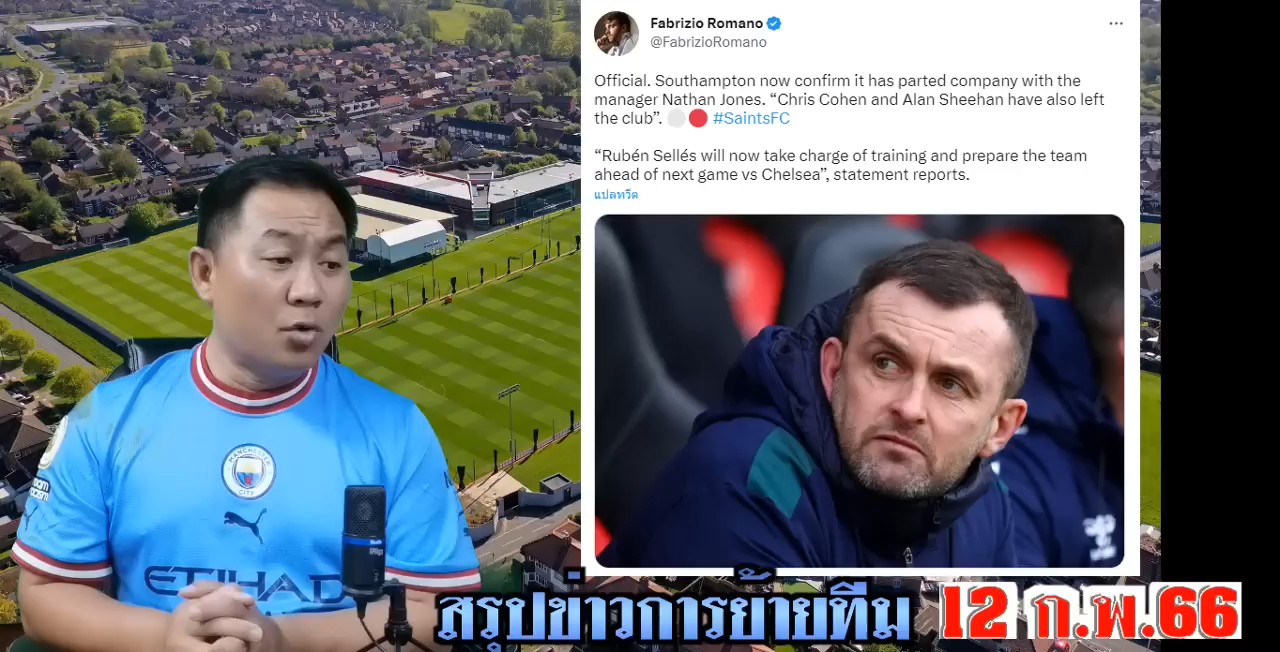 Fabrizio Romano
@FabrizioRomano
Official. Southampton now confirm it has parted company with the
manager Nathan Jones. “Chris Cohen and Alan Sheehan have also left
the club”. ⚪🔴 #SaintsFC
“Rubén Sellés will now take charge of training and prepare the team
ahead of next game vs Chelsea”, statement reports.
แปลทวีต
MANCHESTER
CITY
ETIHAD
สรุปข่าวการย้ายทีม 12 ก.พ.66